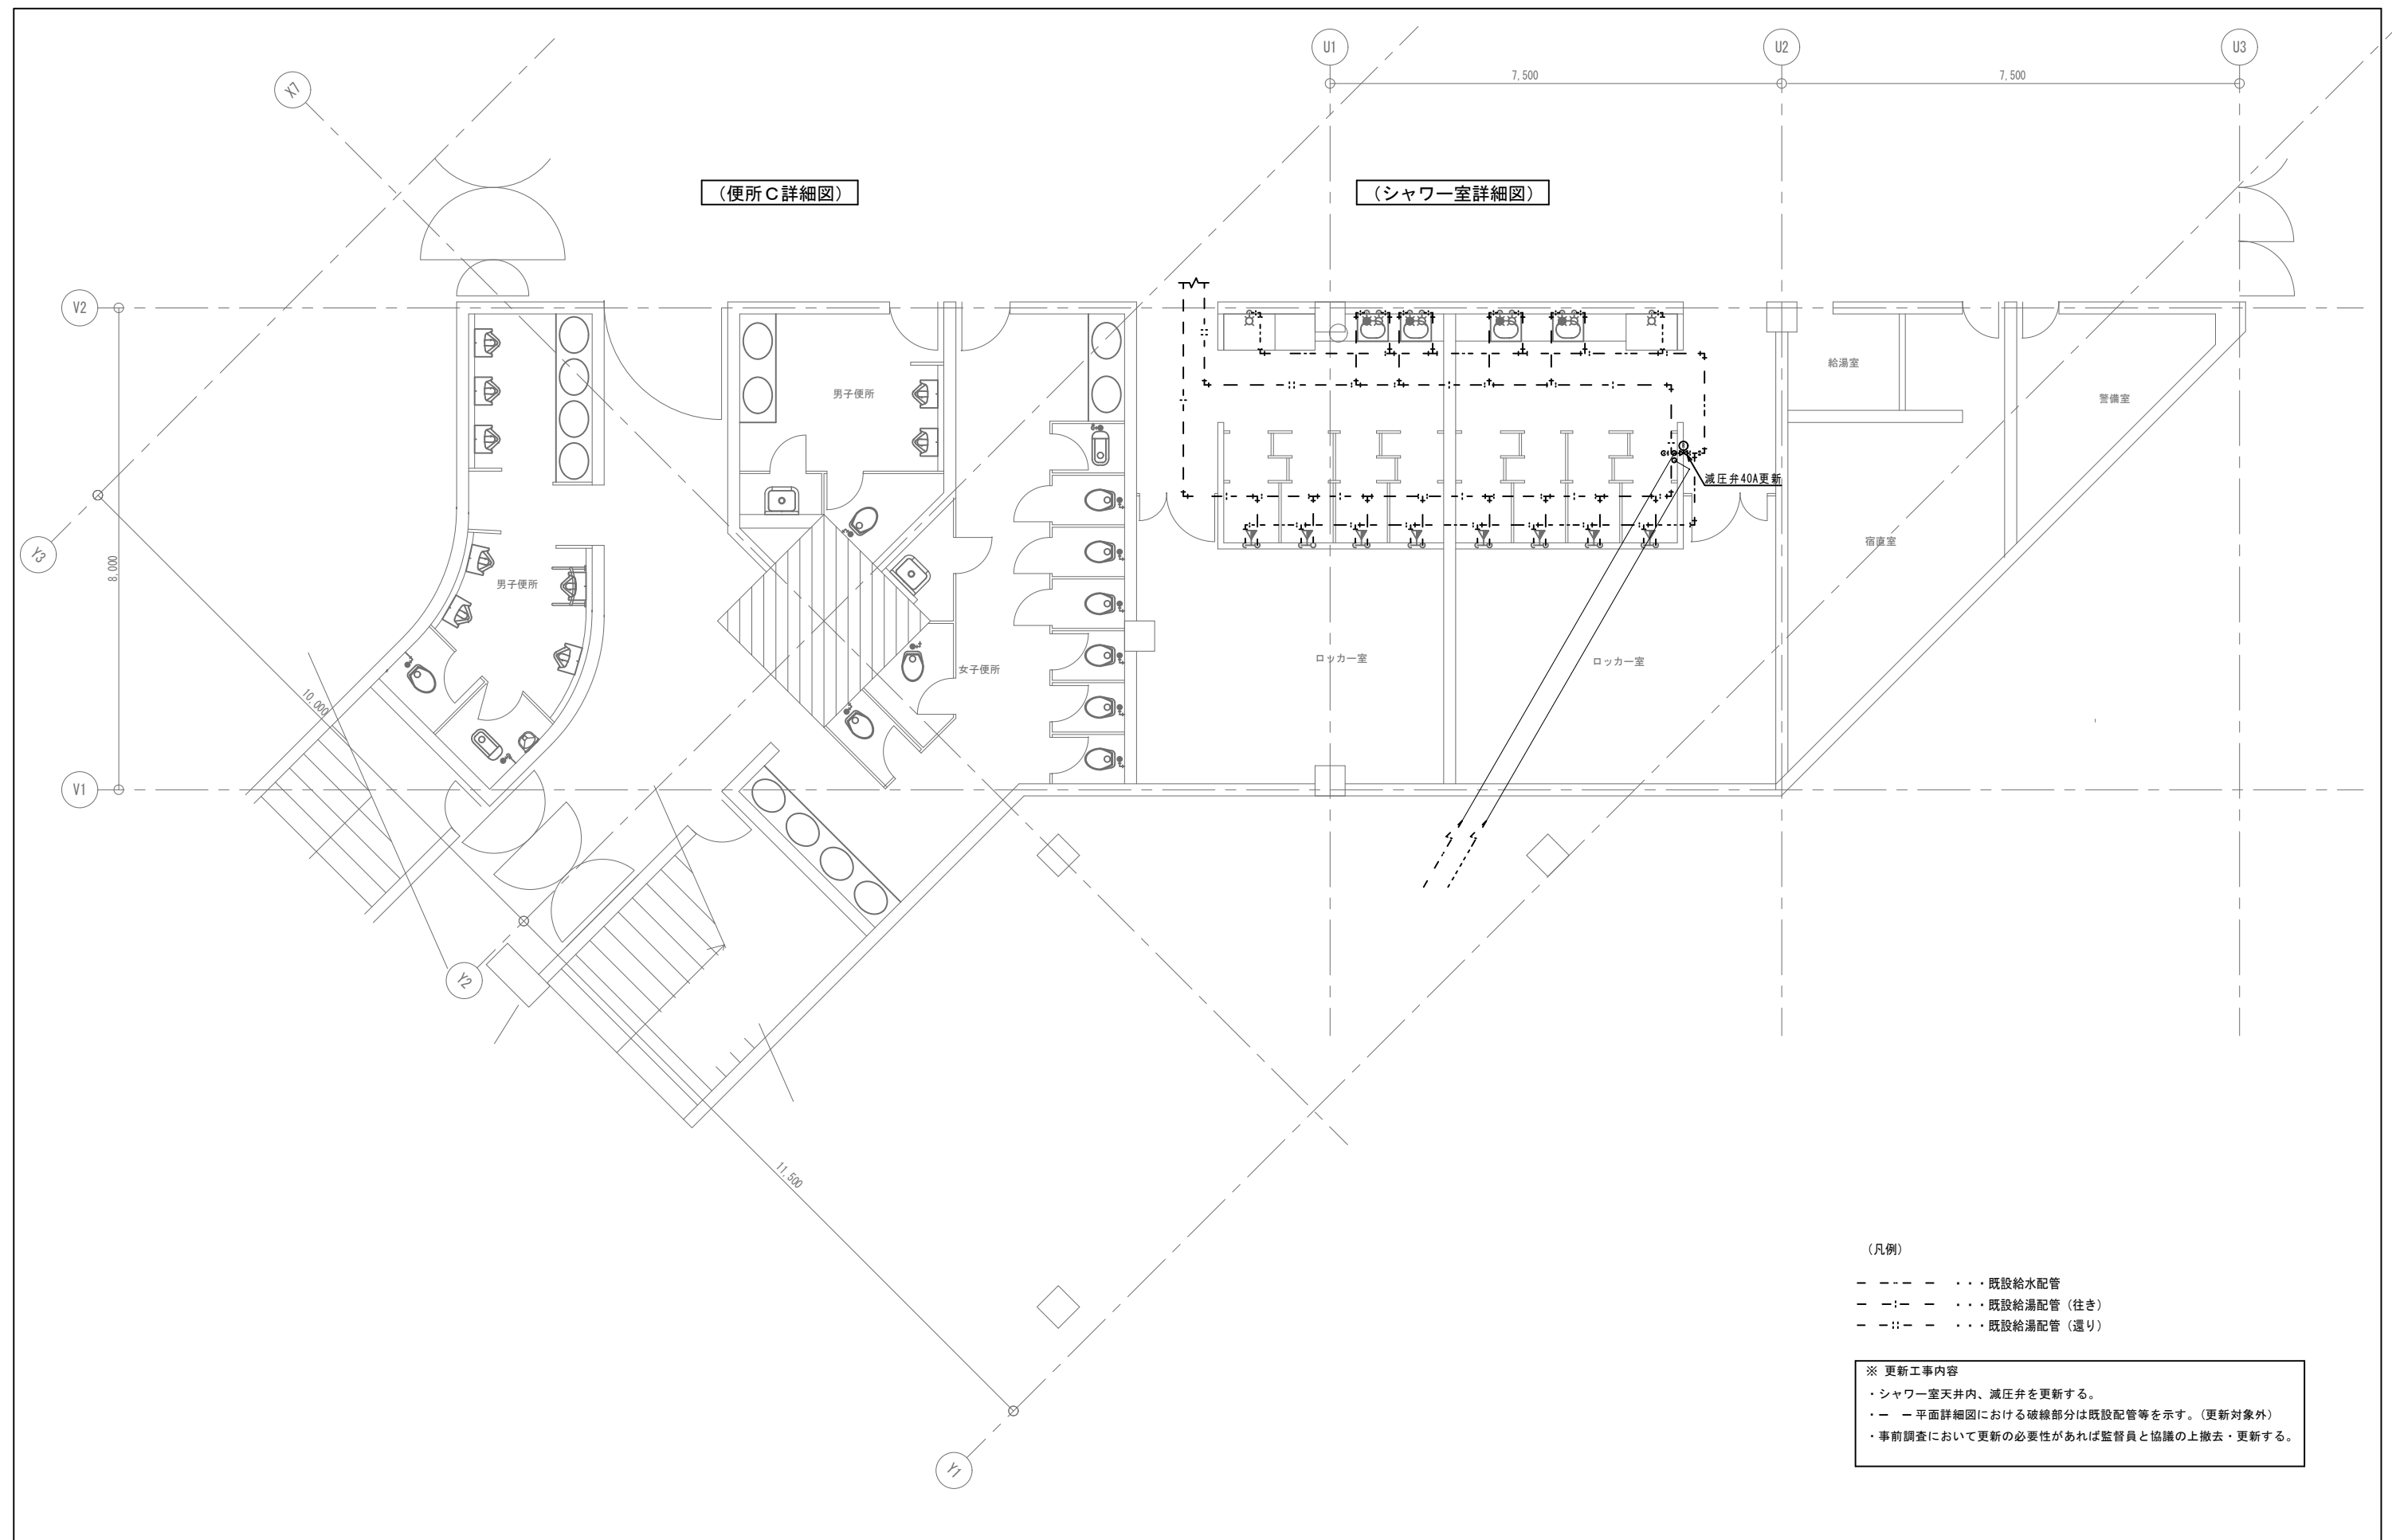 U1
U2
U3
7,500
7,500
X7
（便所C詳細図）
（シャワー室詳細図）
V2
男子便所
給湯室
警備室
減圧弁40A更新
宿直室
Y3
8,000
男子便所
女子便所
ロッカー室
ロッカー室
10,000
V1
Y2
11,500
Y1
（凡例）
・・・既設給水配管
・・・既設給湯配管（往き）
・・・既設給湯配管（還り）
※ 更新工事内容
・シャワー室天井内、減圧弁を更新する。
・― ― 平面詳細図における破線部分は既設配管等を示す。（更新対象外）
・事前調査において更新の必要性があれば監督員と協議の上撤去・更新する。